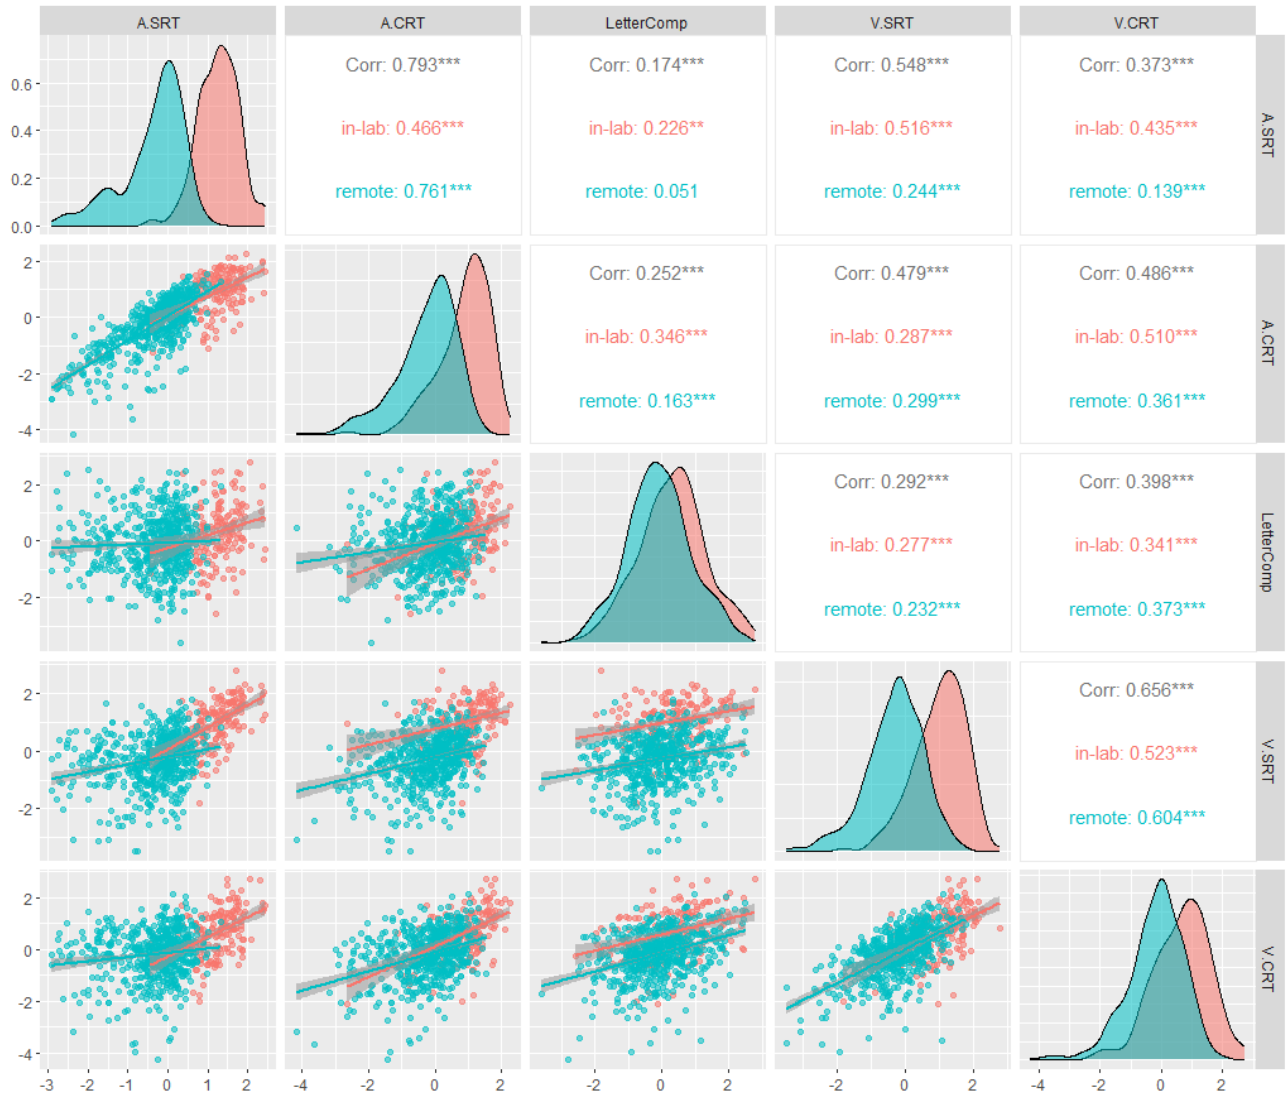 A.SRT A.CRT LetterComp V.SRT V.CRT
0.6
0.4
0.2
0.0
Corr: 0.793***
in-lab: 0.466***
remote: 0.761***
Corr: 0.174***
in-lab: 0.226**
remote: 0.051
Corr: 0.548***
in-lab: 0.516***
remote: 0.244***
Corr: 0.373***
in-lab: 0.435***
remote: 0.139***
A.SRT
2
0
-2
-4
Corr: 0.252***
in-lab: 0.346***
remote: 0.163***
Corr: 0.479***
in-lab: 0.287***
remote: 0.299***
Corr: 0.486***
in-lab: 0.510***
remote: 0.361***
A.CRT
2
0
-2
Corr: 0.292***
in-lab: 0.277***
remote: 0.232***
Corr: 0.398***
in-lab: 0.341***
remote: 0.373***
LetterComp
2
0
-2
Corr: 0.656***
in-lab: 0.523***
remote: 0.604***
V.SRT
2
0
-2
-4
V.CRT
-3 -2 -1 0 1 2
-4 -2 0 2
-2 0 2
-2 0 2
-4 -2 0 2